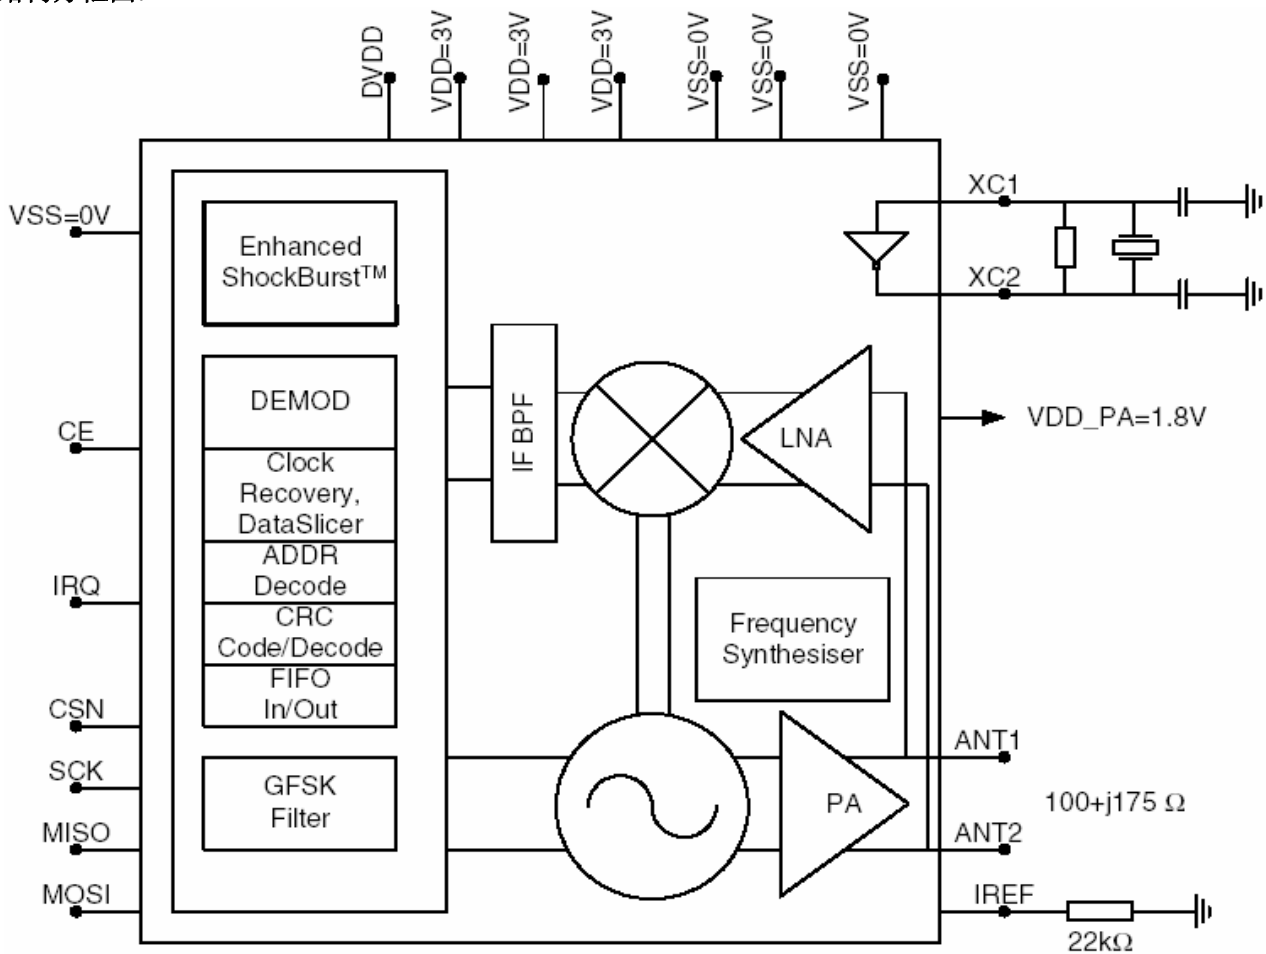 DVDD
VDD=3V
VDD=3V
VDD=3V
VSS=0V
VSS=0V
VSS=0V
VSS=0V
CE
IRQ
CSN
SCK
MISO
MOSI
Enhanced
ShockBurst™
DEMOD
Clock
Recovery,
DataSlicer
ADDR
Decode
CRC
Code/Decode
FIFO
In/Out
GFSK
Filter
IF BPF
LNA
Frequency
Synthesiser
PA
XC1
XC2
VDD_PA=1.8V
ANT1
100+j175 Ω
ANT2
IREF
22kΩ